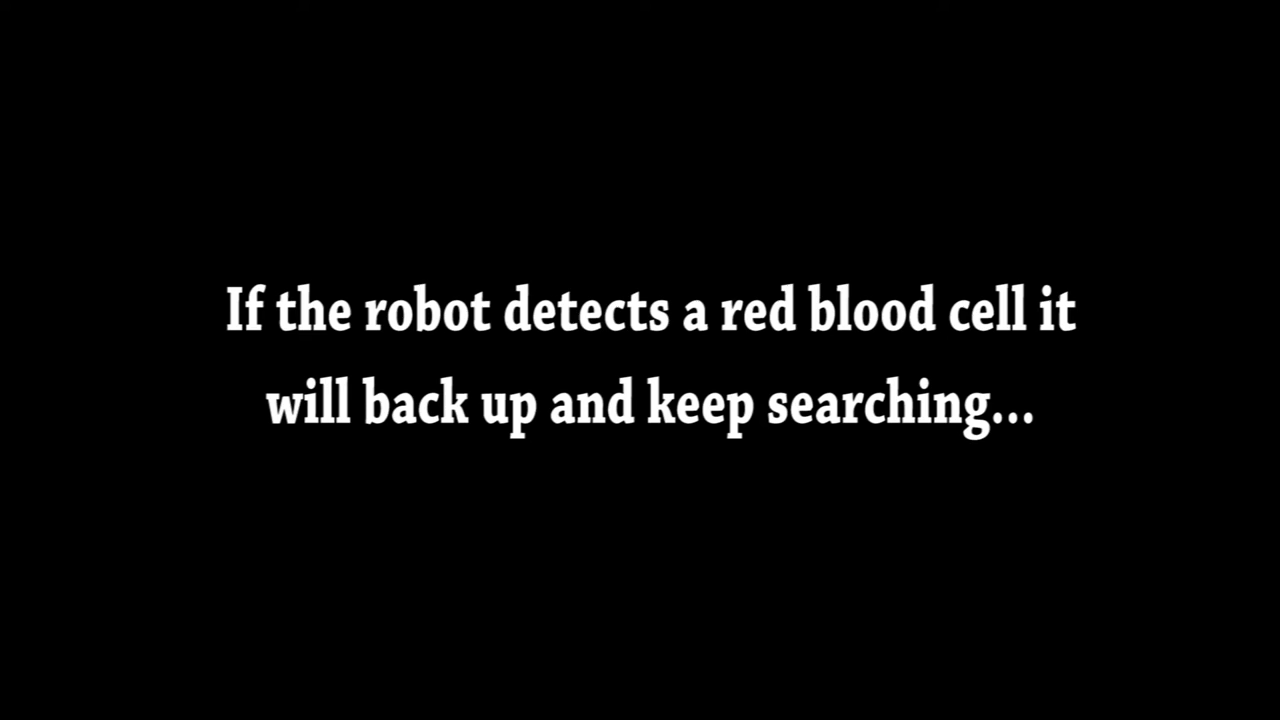 If the robot detects a red blood cell it
will back up and keep searching...